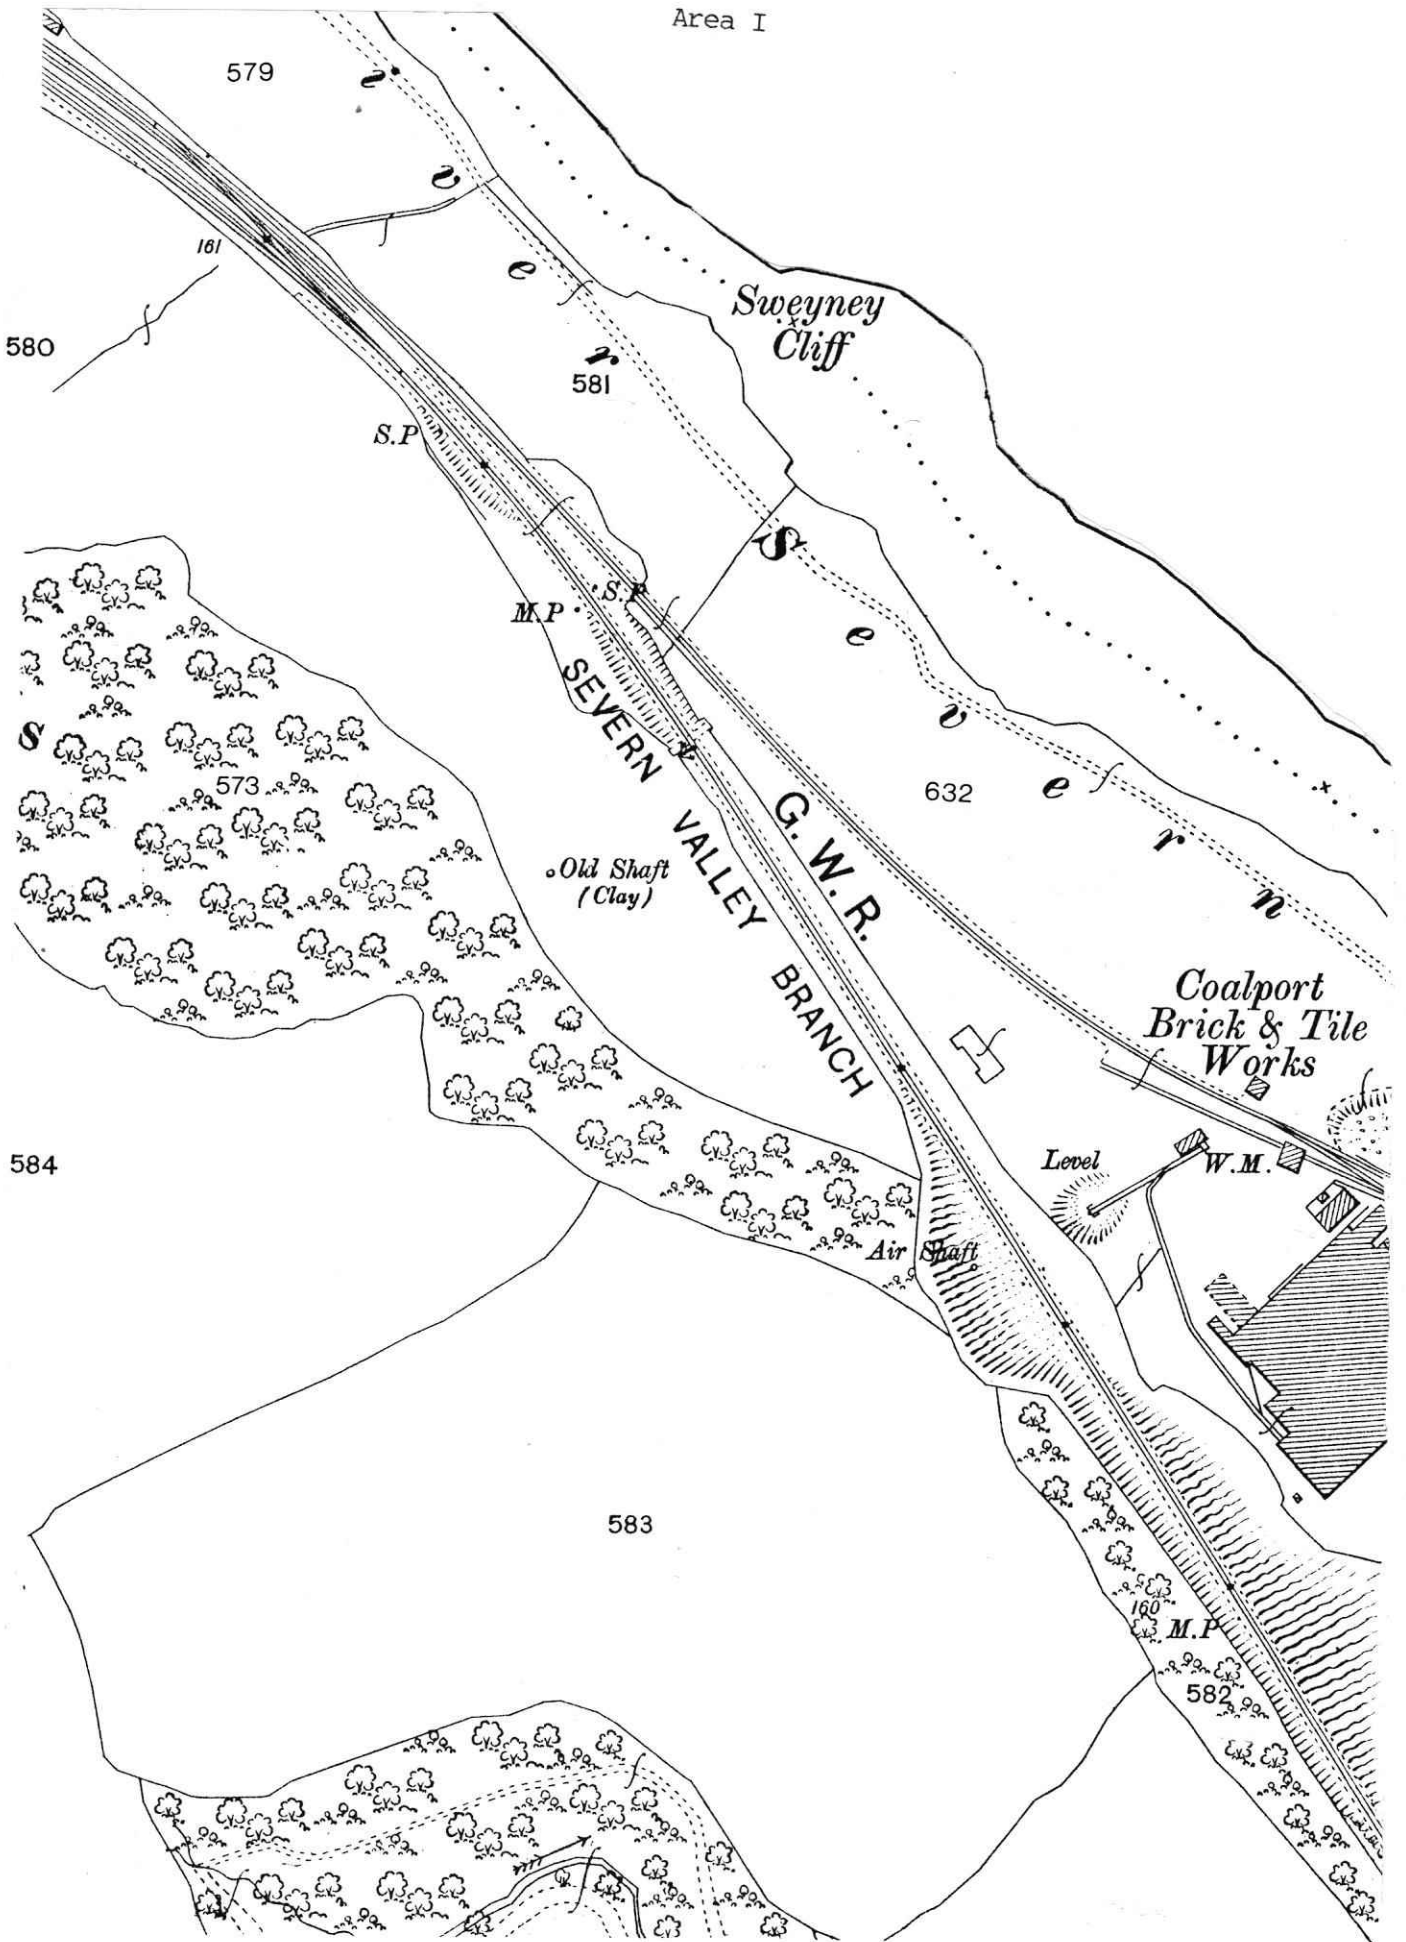 Area I
579
161
Sweyney
Cliff
580
581
S.P
S.P
M.P
Severn
SEVERN VALLEY BRANCH
G. W. R.
632
S
573
Old Shaft
(Clay)
Coalport
Brick & Tile
Works
584
Level
W.M.
Air Shaft
583
160
M.P
582